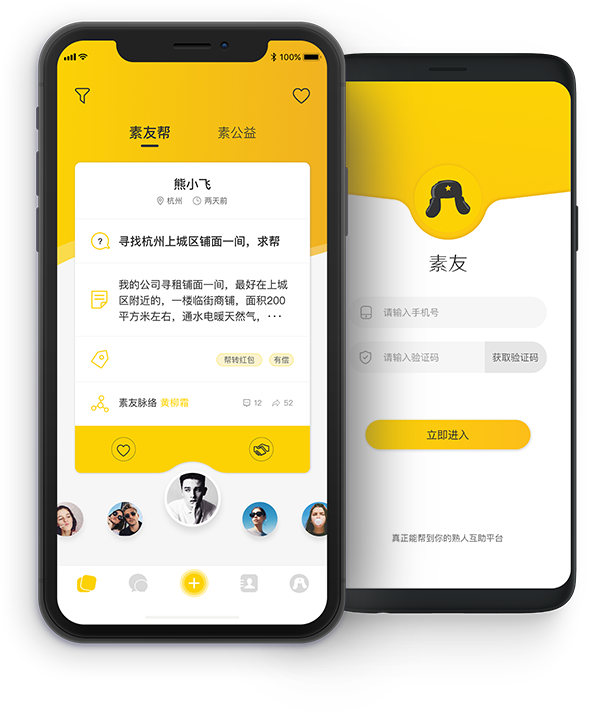 100%
素友帮
素公益
熊小飞
杭州 两天前
?
寻找杭州上城区铺面一间，求帮
我的公司寻租铺面一间，最好在上城
区附近的，一楼临街商铺，面积200
平方米左右，通水电暖天然气，···
帮转红包 有偿
素友脉络 黄柳霜 12 52
素友
请输入手机号
请输入验证码 获取验证码
立即进入
真正能帮到你的熟人互助平台